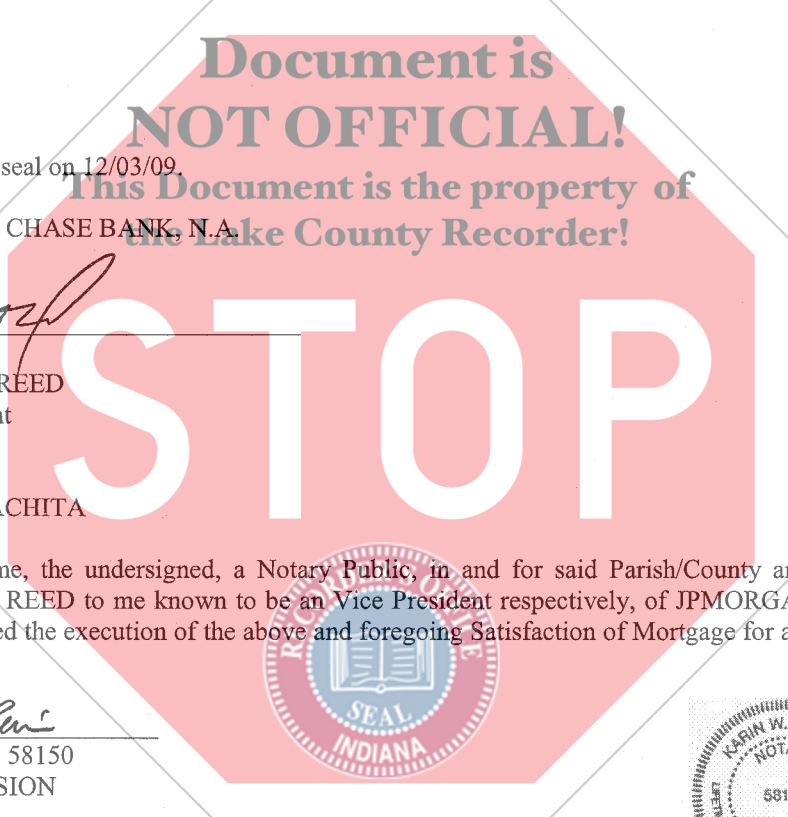 Document is
NOT OFFICIAL!
seal on 12/03/09.
This Document is the property of
CHASE BANK, N.A.
the Lake County Recorder!
STOP
REED
ACHITA
me, the undersigned, a Notary Public, in and for said Parish/County
REED to me known to be an Vice President respectively, of
the execution of the above and foregoing Satisfaction of Mortgage for
RECORDER'S OFFICE
SEAL
INDIANA
58150
KARIN W.